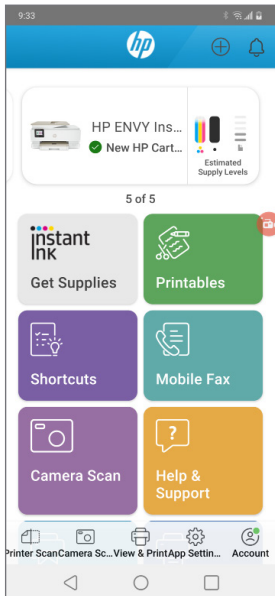 9:33
hp
HP ENVY Ins...
New HP Cart...
Estimated
Supply Levels
5 of 5
instant
ınk
Get Supplies
Printables
Shortcuts
Mobile Fax
Camera Scan
Help &
Support
Printer Scan
Camera Sc...
View & Print
App Settin...
Account